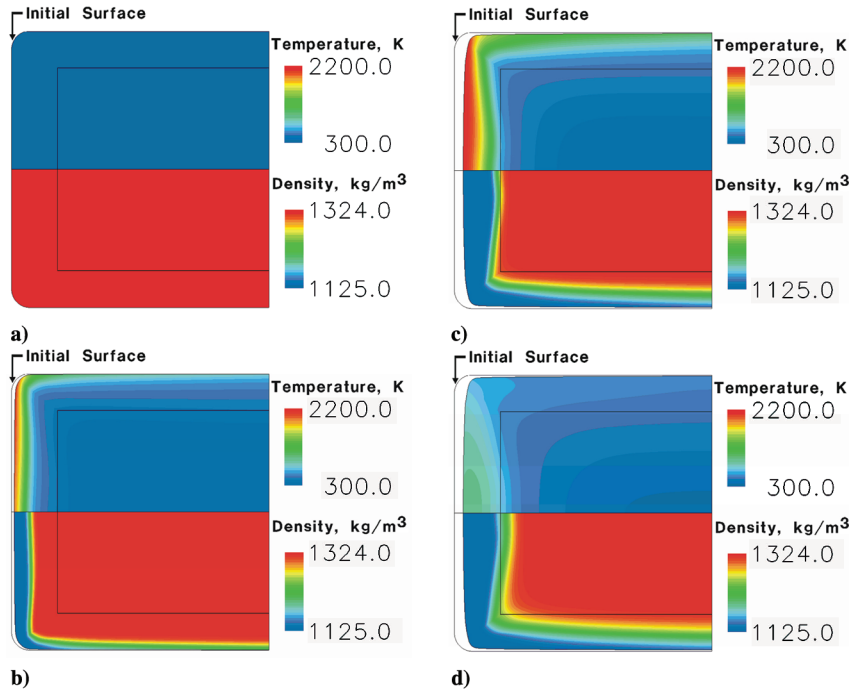 Initial Surface
Temperature, K
2200.0
300.0
Density, kg/m3
1324.0
1125.0
a)
Initial Surface
Temperature, K
2200.0
300.0
Density, kg/m3
1324.0
1125.0
b)
Temperature, K
2200.0
300.0
Density, kg/m3
1324.0
1125.0
c)
Initial Surface
Temperature, K
2200.0
300.0
Density, kg/m3
1324.0
1125.0
d)
Initial Surface